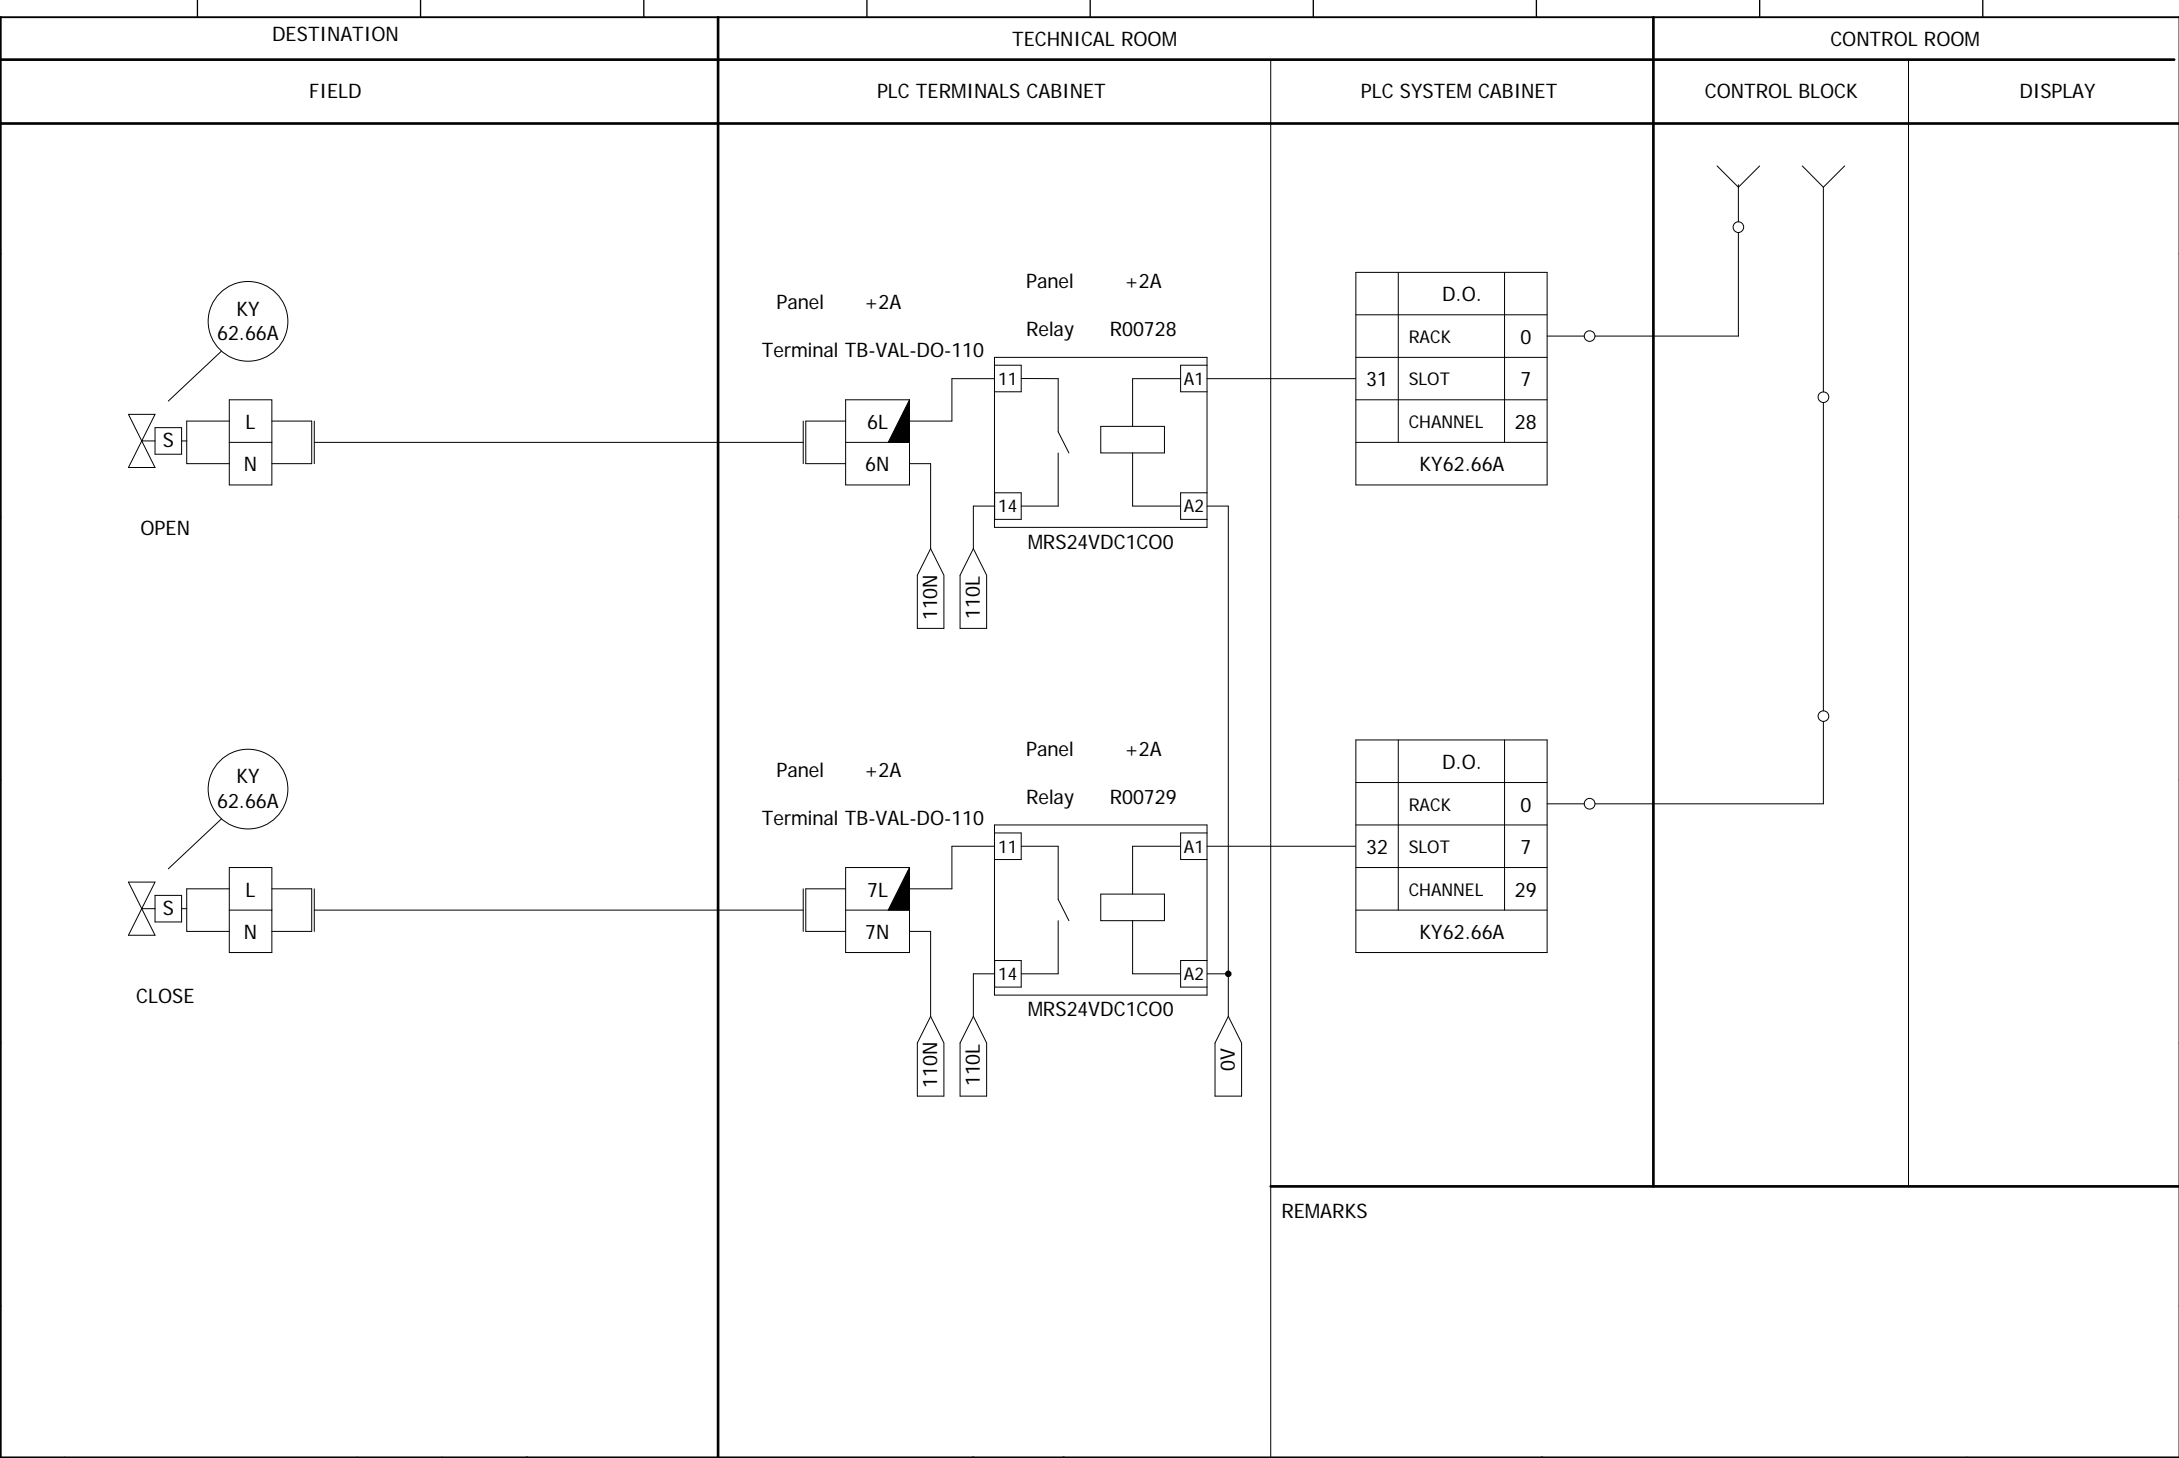 DESTINATION
TECHNICAL ROOM
CONTROL ROOM
FIELD
PLC TERMINALS CABINET
PLC SYSTEM CABINET
CONTROL BLOCK
DISPLAY
KY
62.66A
S
L
N
OPEN
Panel +2A
Terminal TB-VAL-DO-110
6L
6N
110N
110L
Panel +2A
Relay R00728
11
14
A1
A2
MRS24VDC1CO0
D.O.
RACK 0
31 SLOT 7
CHANNEL 28
KY62.66A
KY
62.66A
S
L
N
CLOSE
Panel +2A
Terminal TB-VAL-DO-110
7L
7N
110N
110L
Panel +2A
Relay R00729
11
14
A1
A2
MRS24VDC1CO0
0V
D.O.
RACK 0
32 SLOT 7
CHANNEL 29
KY62.66A
REMARKS